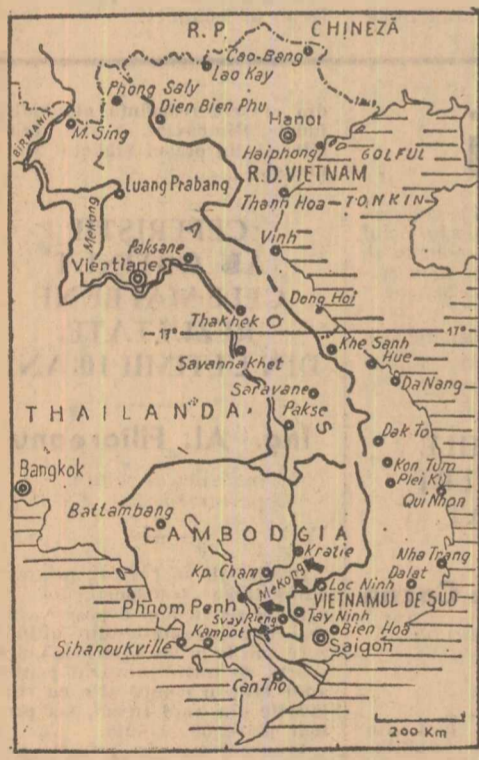 R. P. CHINEZĂ
Cao-Bang
Lao Kay
Phong Saly
Dien Bien Phu
BIRMANIA
M. Sing
Hanoi
Haiphong
GOLFUL
R.D. VIETNAM
Luang Prabang
Thanh Hoa
TONKIN
LAOS
Mekong
Vinh
Paksane
Vientiane
Dong Hoi
Thakhek
17°
17°
Khe Sanh
Hue
Savannakhet
Da Nang
Saravane
THAILANDA
Pakse
Dak To
Bangkok
Kon Tum
Plei Ku
Qui Nhon
Battambang
CAMBODGIA
Kratie
Nha Trang
Kp. Cham
Mekong
Dalat
Loc Ninh
Phnom Penh
VIETNAMUL DE SUD
Svay Rieng
Tay Ninh
Kampot
Bien Hoa
Sihanoukville
Saigon
Can Tho
200 Km